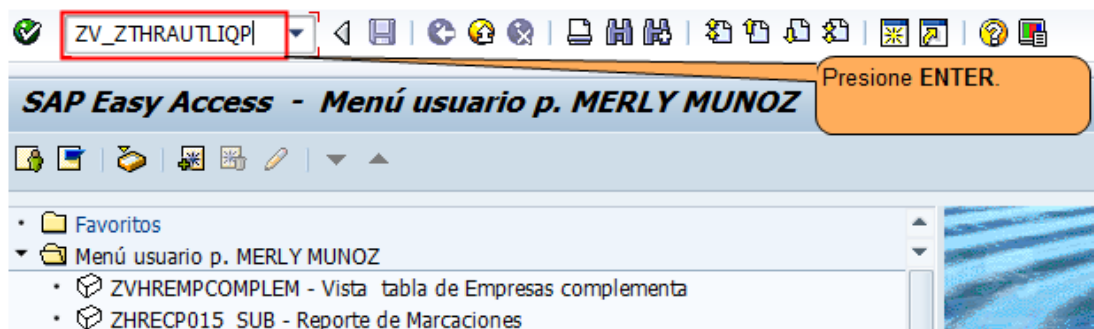 ZV_ZTHRAUTLIQP
Presione ENTER.
SAP Easy Access - Menú usuario p. MERLY MUNOZ
Favoritos
Menú usuario p. MERLY MUNOZ
ZVHREMPCOMPLEM - Vista tabla de Empresas complementa
ZHRECP015_SUB - Reporte de Marcaciones